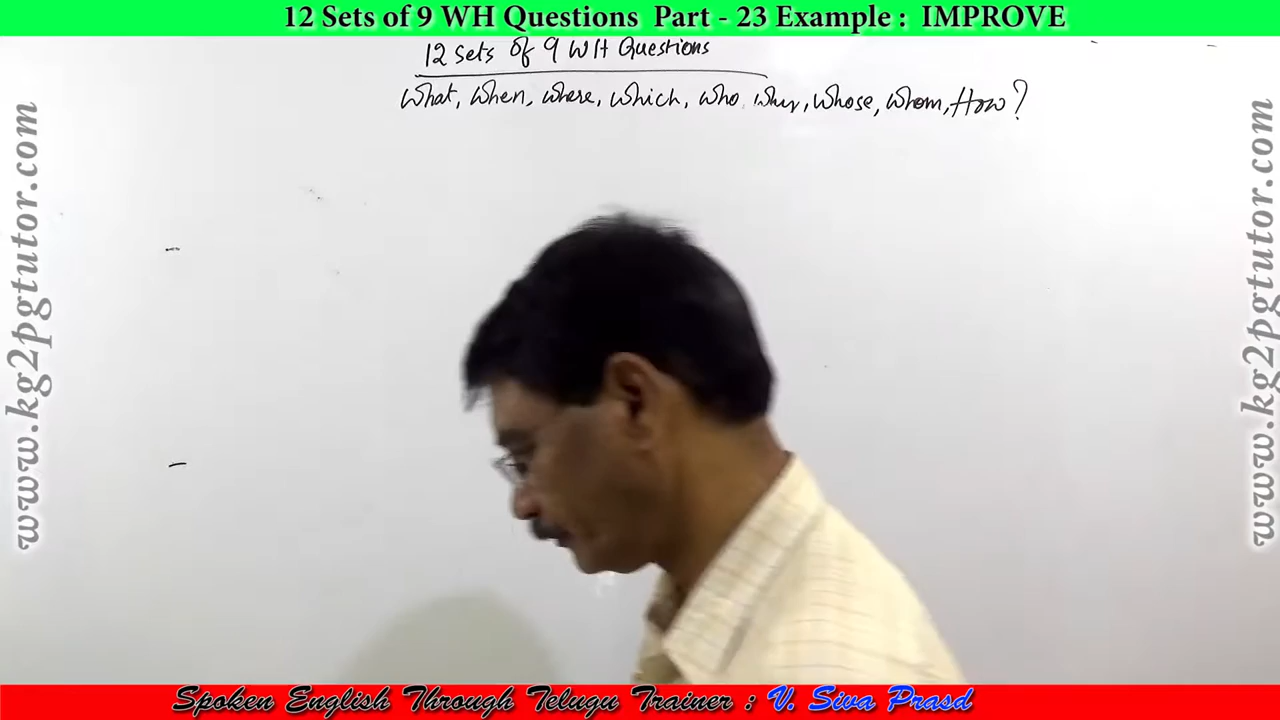 12 Sets of 9 WH Questions Part - 23 Example : IMPROVE
12 sets of 9 WH Questions
What, When, where, which, who, why, whose, whom, How?
www.kg2pgtutor.com
www.kg2pgtutor.com
Spoken English Through Telugu Trainer : V. Siva Prasd